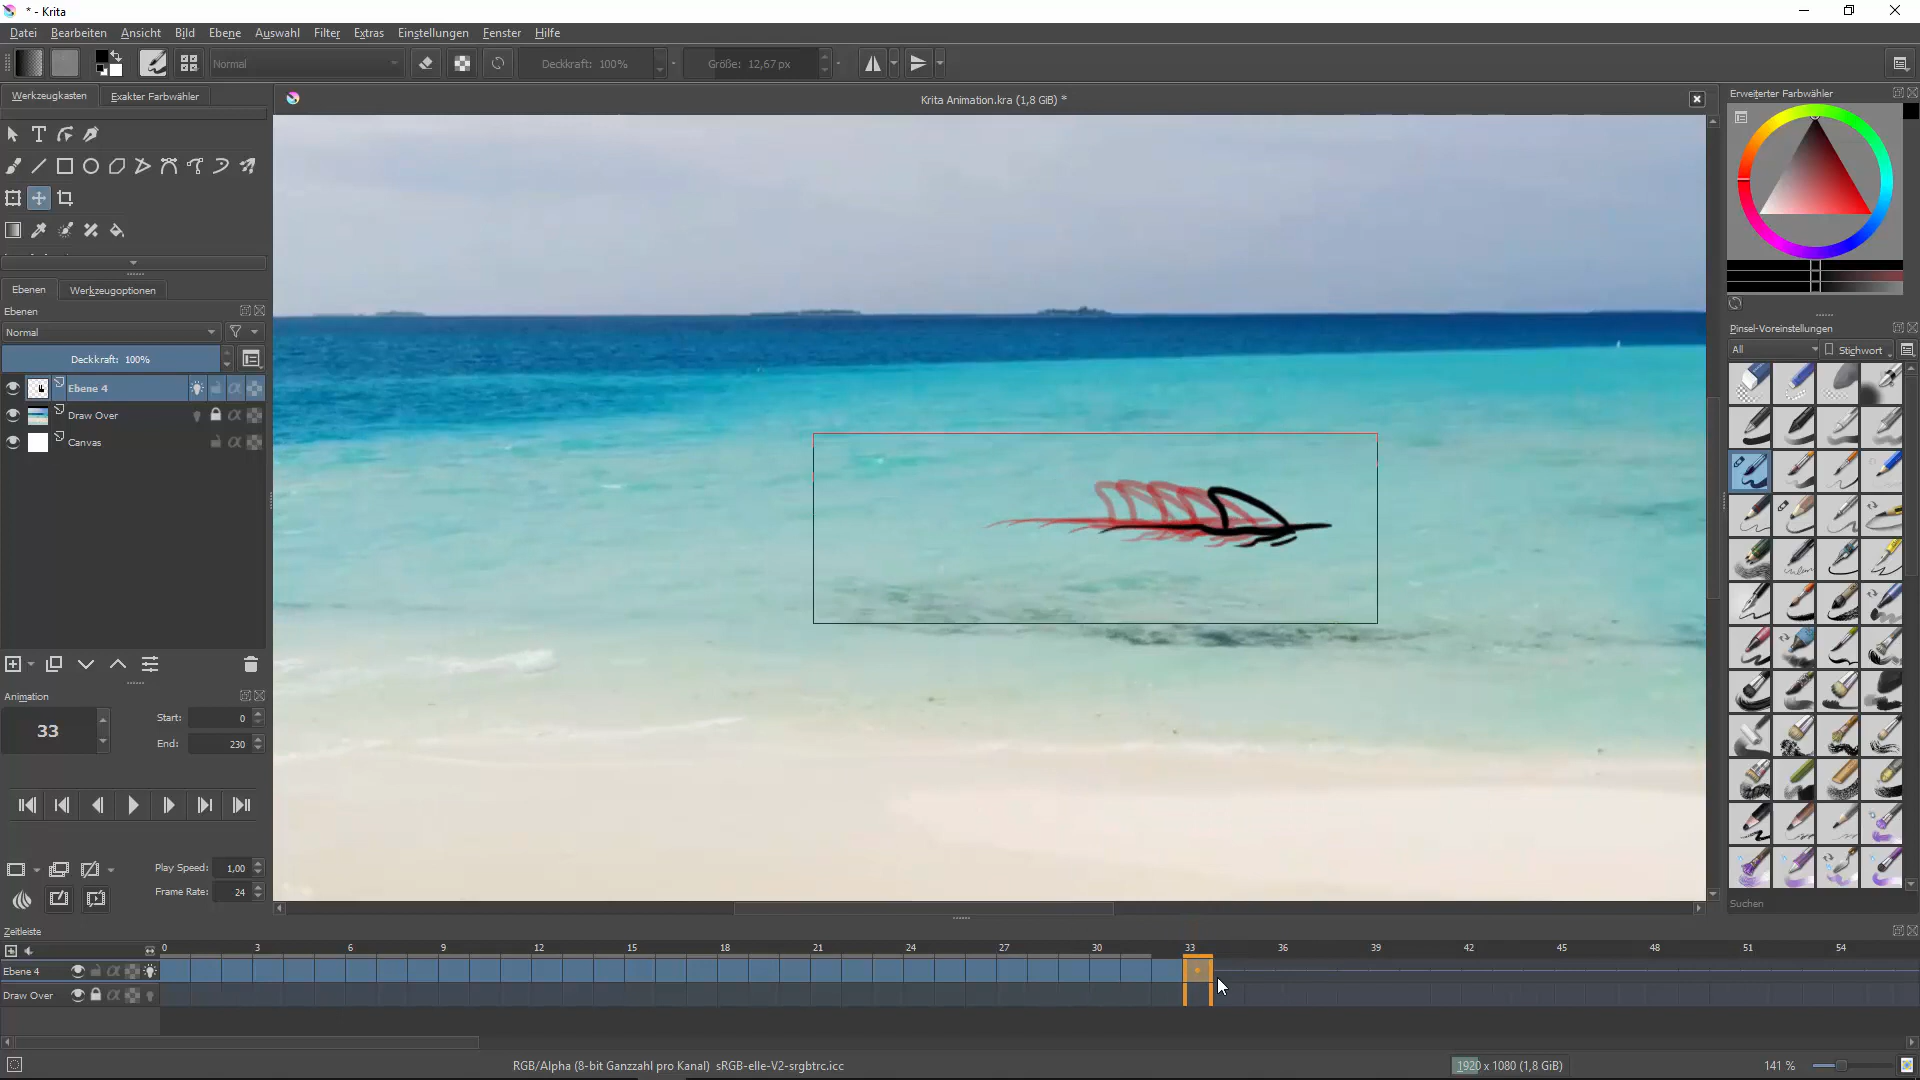 * - Krita
Datei Bearbeiten Ansicht Bild Ebene Auswahl Filter Extras Einstellungen Fenster Hilfe
Normal Deckkraft: 100% Größe: 12,67 px
Werkzeugkasten Exakter Farbwähler
Krita Animation.kra (1,8 GiB) *
Erweiterter Farbwähler
Ebenen Werkzeugoptionen
Ebenen
Normal
Deckkraft: 100%
Ebene 4
Draw Over
Canvas
Pinsel-Voreinstellungen
All Stichwort
Animation
33
Start: 0
End: 230
Play Speed: 1,00
Frame Rate: 24
Suchen
Zeitleiste
0 3 6 9 12 15 18 21 24 27 30 33 36 39 42 45 48 51 54
Ebene 4
Draw Over
RGB/Alpha (8-bit Ganzzahl pro Kanal) sRGB-elle-V2-srgbtrc.icc
1920 x 1080 (1,8 GiB)
141 %